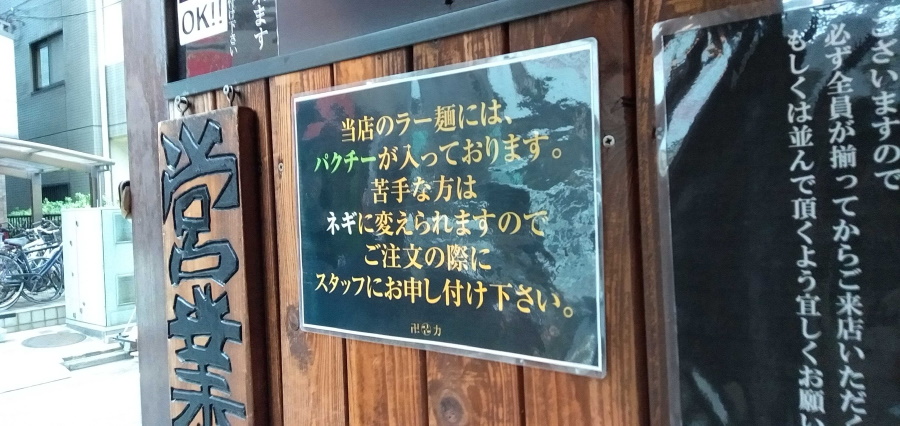 OK!!
ます
下さい
当店のラー麺には、
パクチーが入っております。
苦手な方は
ネギに変えられますので
ご注文の際に
スタッフにお申し付け下さい。
卍力
営業
ざいますので
必ず全員が揃ってからご来店いただく
もしくは並んで頂くよう宜しくお願い